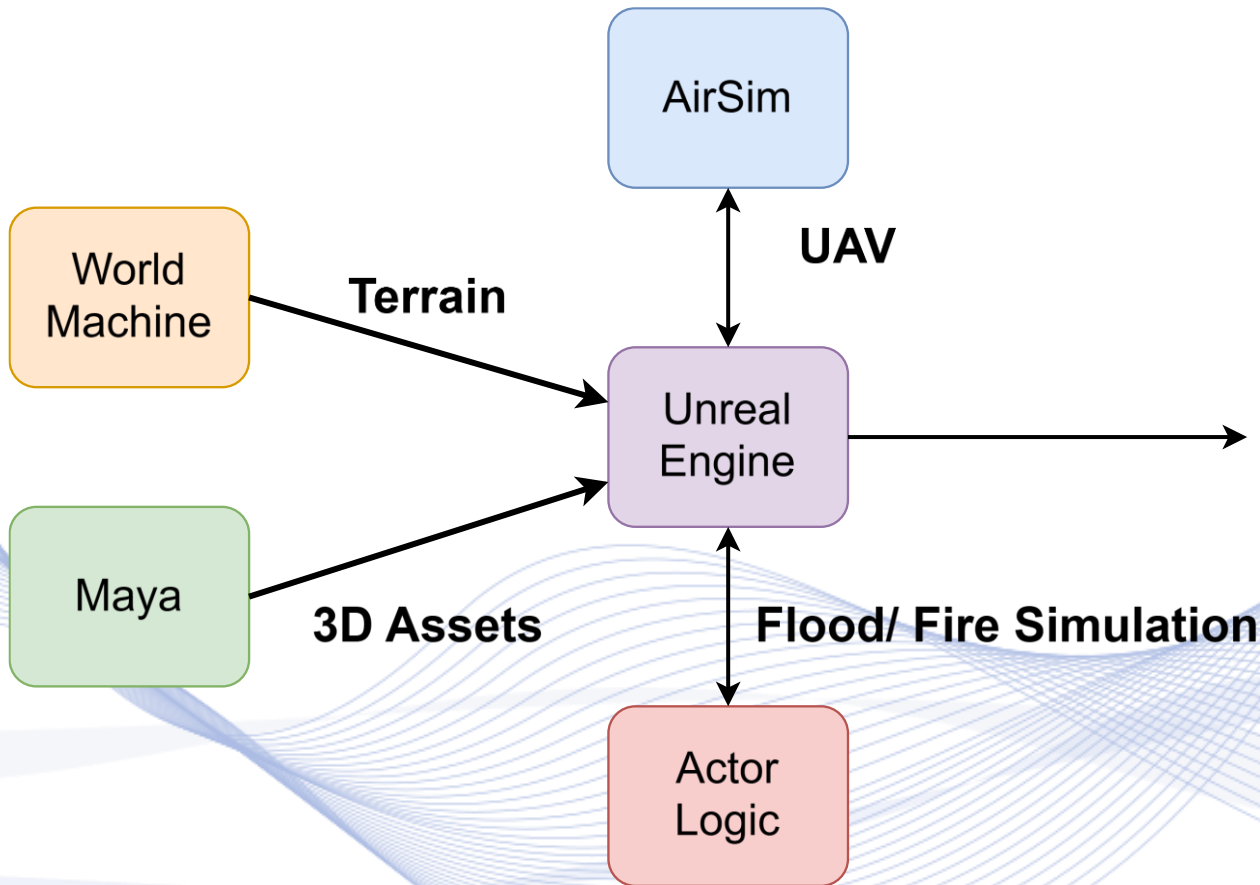 AirSim
UAV
World
Machine
Terrain
Unreal
Engine
Maya
3D Assets
Flood/ Fire Simulation
Actor
Logic